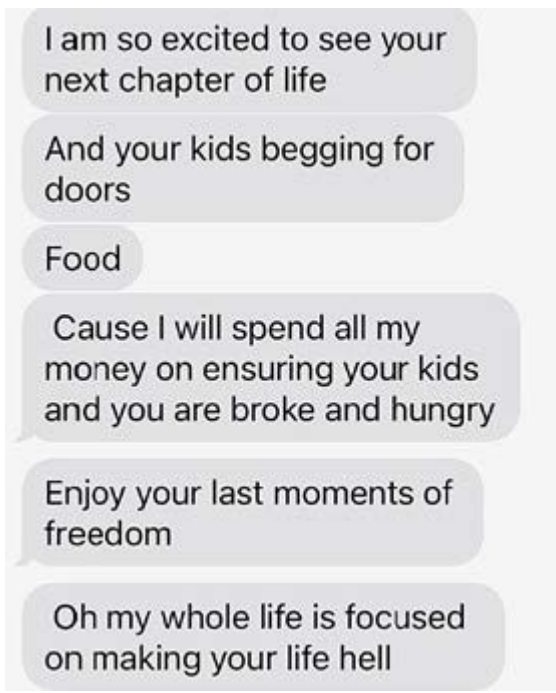 I am so excited to see your
next chapter of life
And your kids begging for
doors
Food
Cause I will spend all my
money on ensuring your kids
and you are broke and hungry
Enjoy your last moments of
freedom
Oh my whole life is focused
on making your life hell